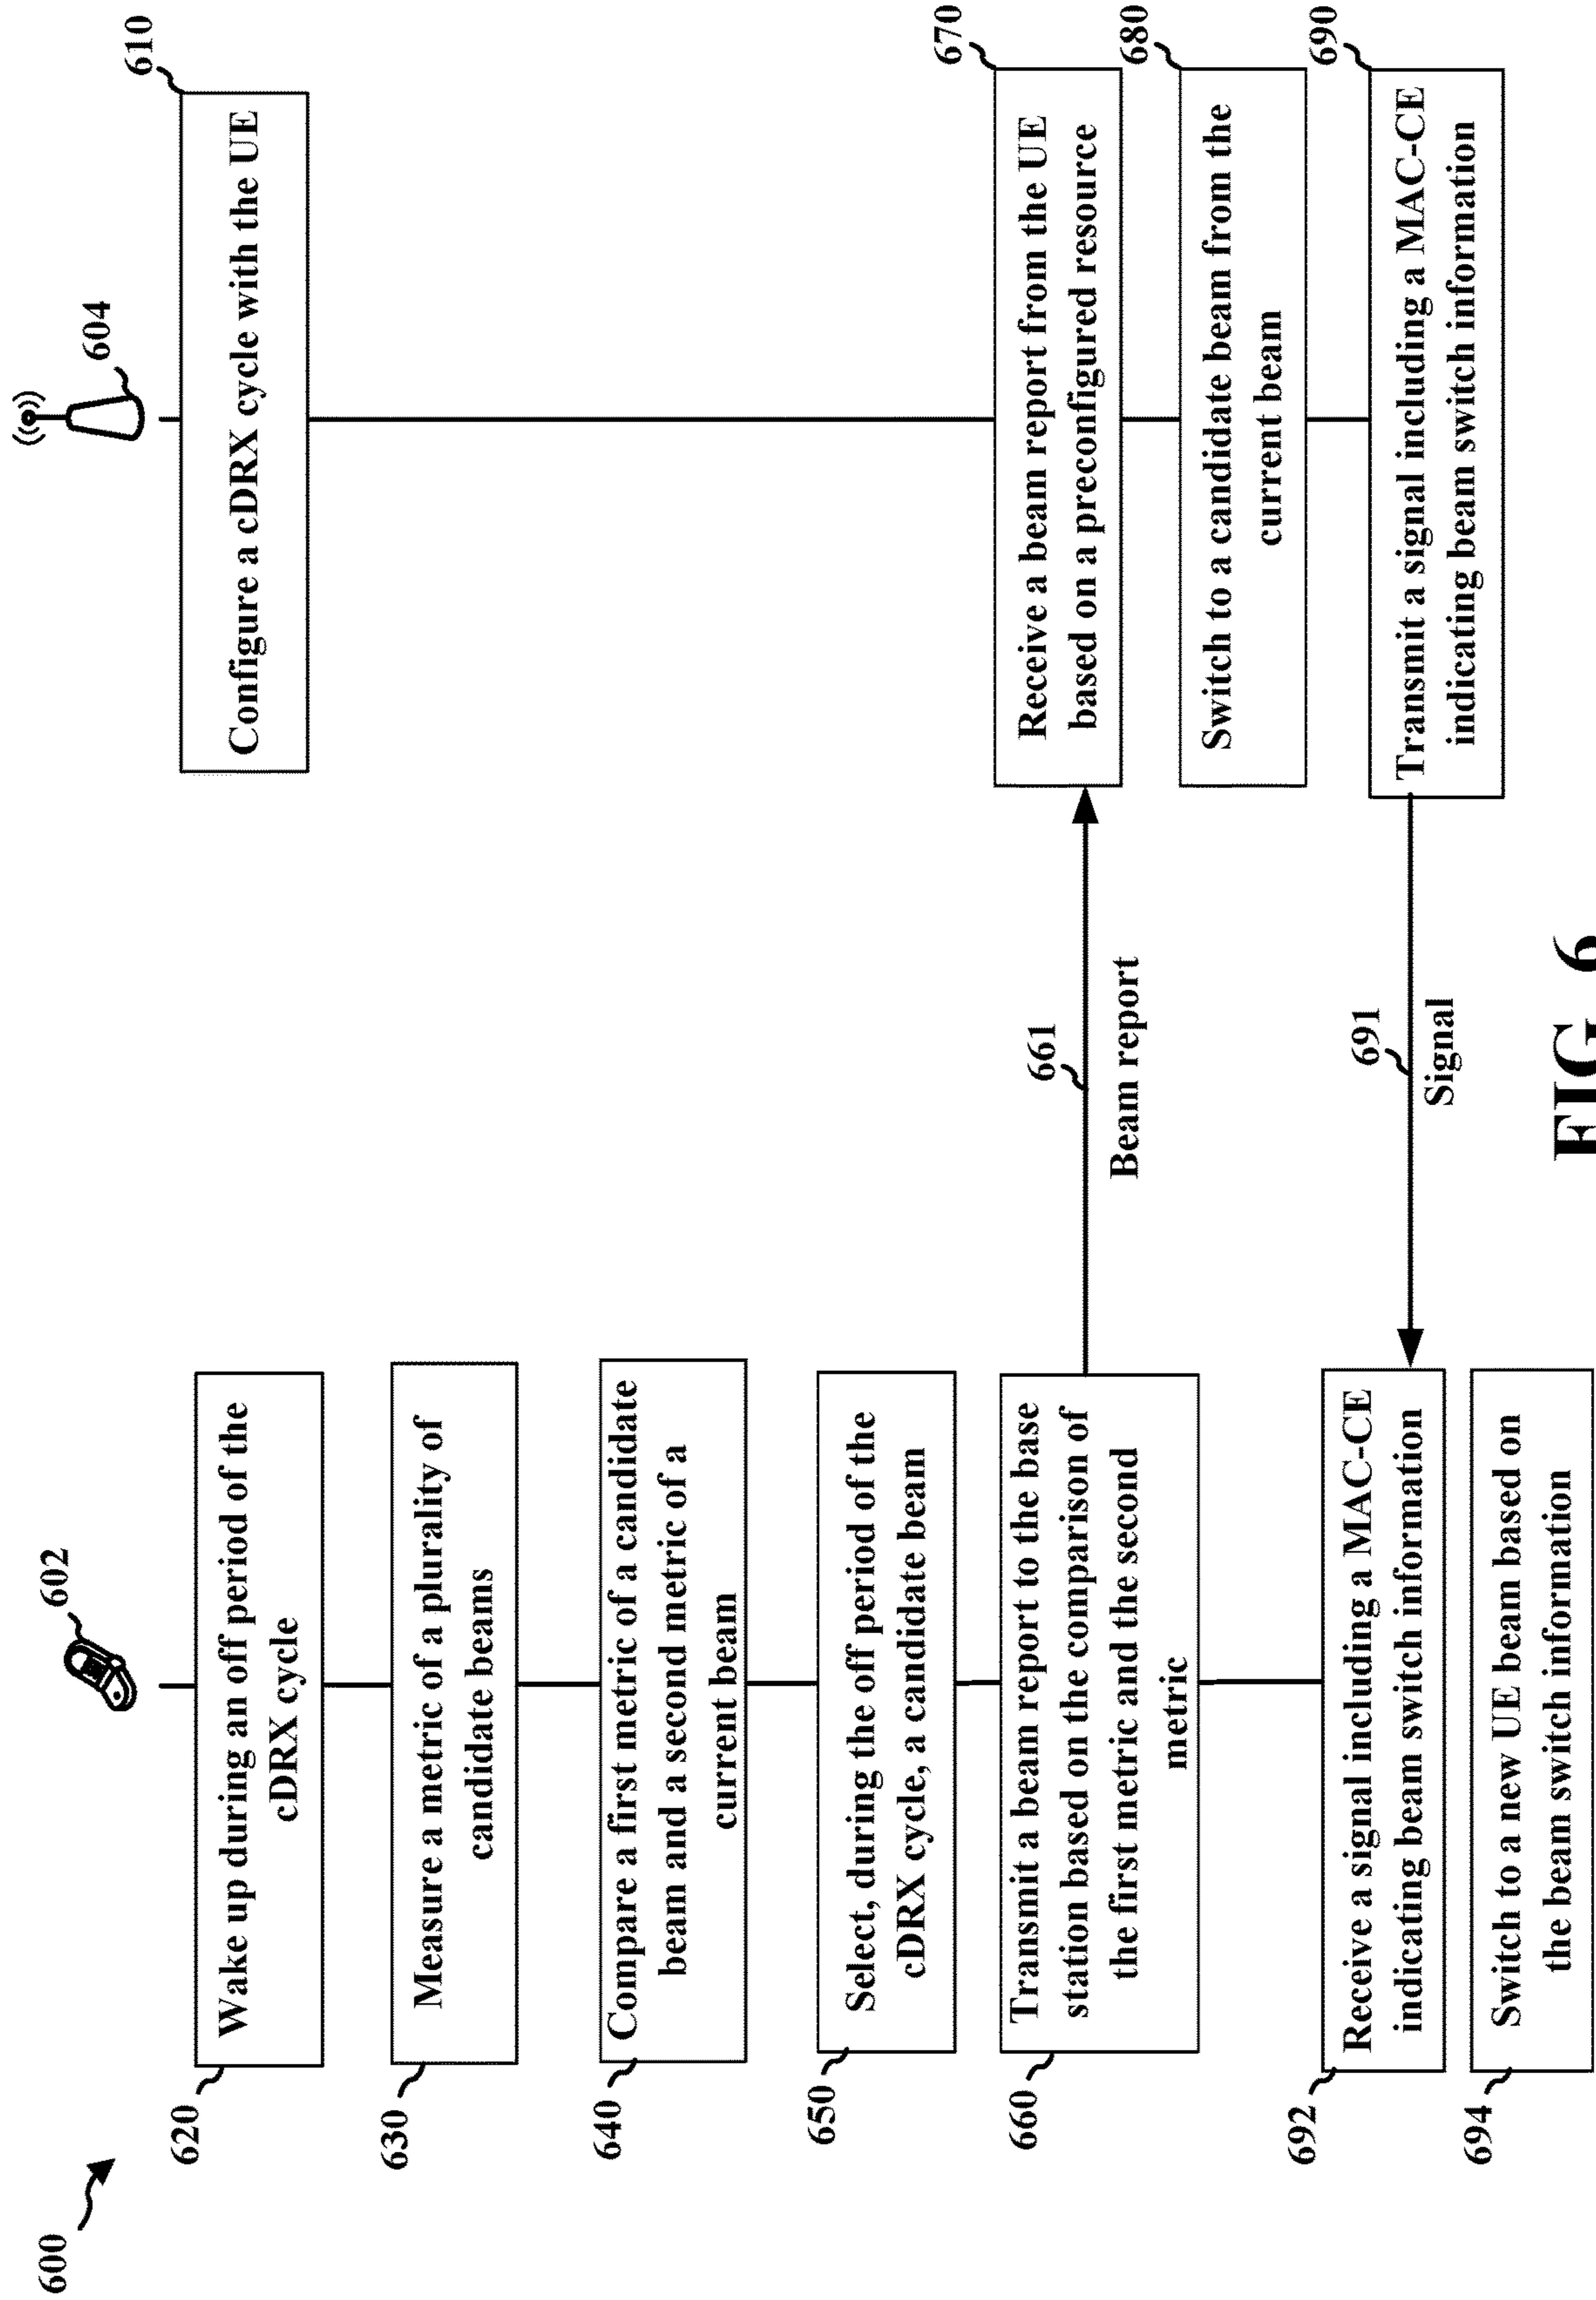 600
602
604
610
Configure a cDRX cycle with the UE
620
Wake up during an off period of the
cDRX cycle
630
Measure a metric of a plurality of
candidate beams
640
Compare a first metric of a candidate
beam and a second metric of a
current beam
650
Select, during the off period of the
cDRX cycle, a candidate beam
660
Transmit a beam report to the base
station based on the comparison of
the first metric and the second
metric
661
Beam report
670
Receive a beam report from the UE
based on a preconfigured resource
680
Switch to a candidate beam from the
current beam
690
Transmit a signal including a MAC-CE
indicating beam switch information
691
Signal
692
Receive a signal including a MAC-CE
indicating beam switch information
694
Switch to a new UE beam based on
the beam switch information
FIG. 6